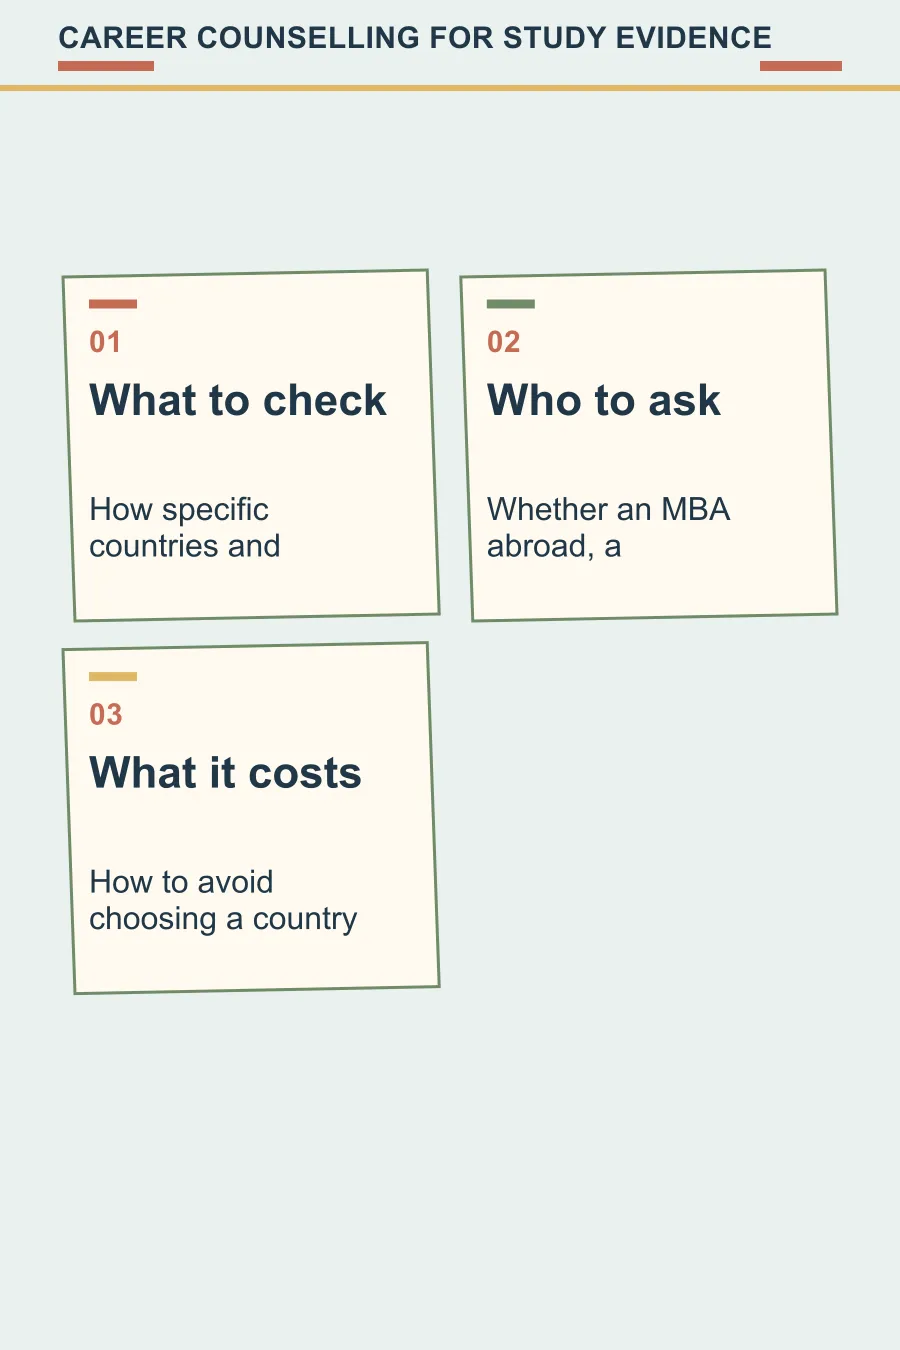 CAREER COUNSELLING FOR STUDY EVIDENCE
01
What to check
How specific
countries and
02
Who to ask
Whether an MBA
abroad, a
03
What it costs
How to avoid
choosing a country